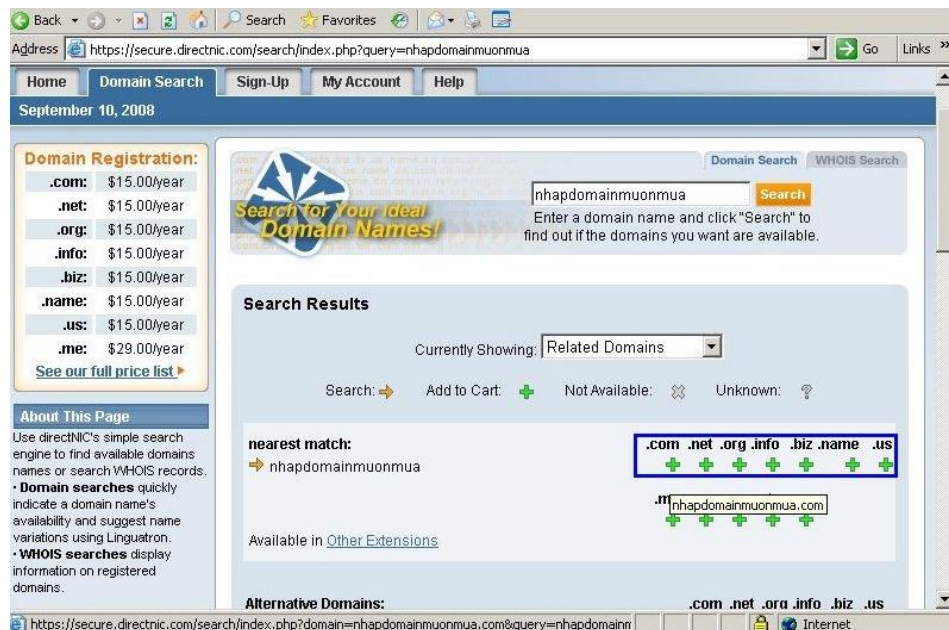 Back Search Favorites
Address https://secure.directnic.com/search/index.php?query=nhapdomainmuonmua Go Links »
Home Domain Search Sign-Up My Account Help
September 10, 2008
Domain Registration:
.com: $15.00/year
.net: $15.00/year
.org: $15.00/year
.info: $15.00/year
.biz: $15.00/year
.name: $15.00/year
.us: $15.00/year
.me: $29.00/year
See our full price list
About This Page
Use directNIC's simple search
engine to find available domains
names or search WHOIS records.
· Domain searches quickly
indicate a domain name's
availability and suggest name
variations using Linguatron.
· WHOIS searches display
information on registered
domains.
Search for Your Ideal
Domain Names!
Domain Search WHOIS Search
nhapdomainmuonmua Search
Enter a domain name and click "Search" to
find out if the domains you want are available.
Search Results
Currently Showing: Related Domains
Search: Add to Cart: Not Available: Unknown: ?
nearest match: .com .net .org .info .biz .name .us
nhapdomainmuonmua
nhapdomainmuonmua.com
Available in Other Extensions
Alternative Domains: .com .net .org .info .biz .us
https://secure.directnic.com/search/index.php?domain=nhapdomainmuonmua.com&query=nhapdomainm Internet